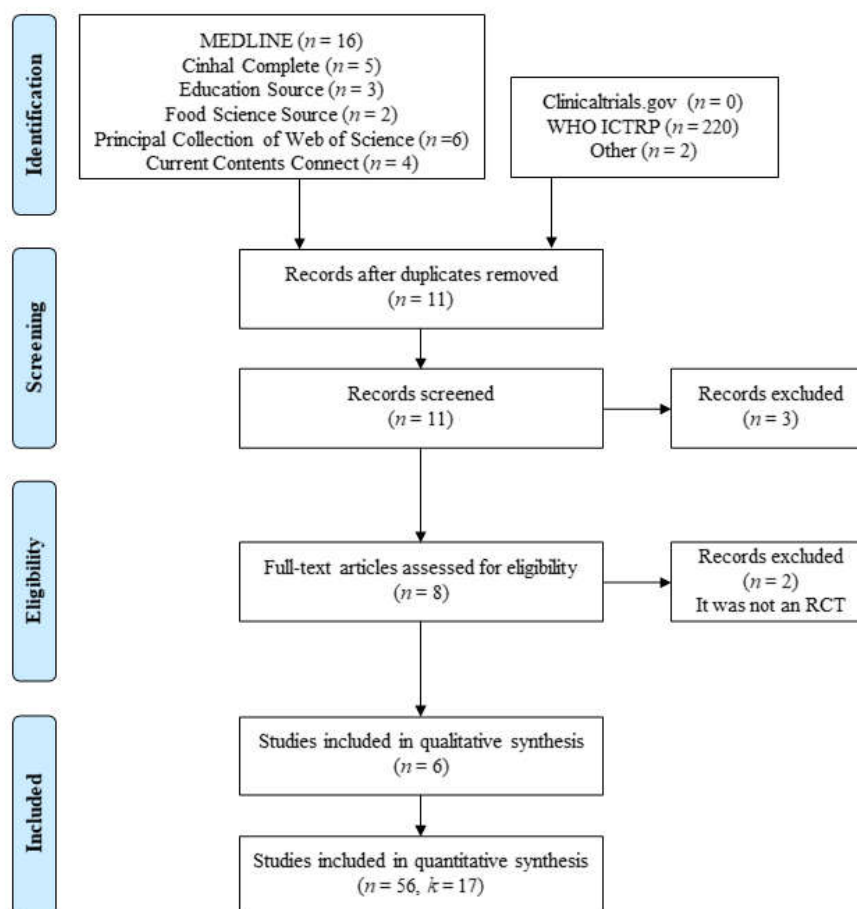 Identification
MEDLINE (n = 16)
Cinhal Complete (n = 5)
Education Source (n = 3)
Food Science Source (n = 2)
Principal Collection of Web of Science (n =6)
Current Contents Connect (n = 4)
Clinicaltrials.gov (n = 0)
WHO ICTRP (n = 220)
Other (n = 2)
Screening
Records after duplicates removed
(n = 11)
Records screened
(n = 11)
Records excluded
(n = 3)
Eligibility
Full-text articles assessed for eligibility
(n = 8)
Records excluded
(n = 2)
It was not an RCT
Included
Studies included in qualitative synthesis
(n = 6)
Studies included in quantitative synthesis
(n = 56, k = 17)